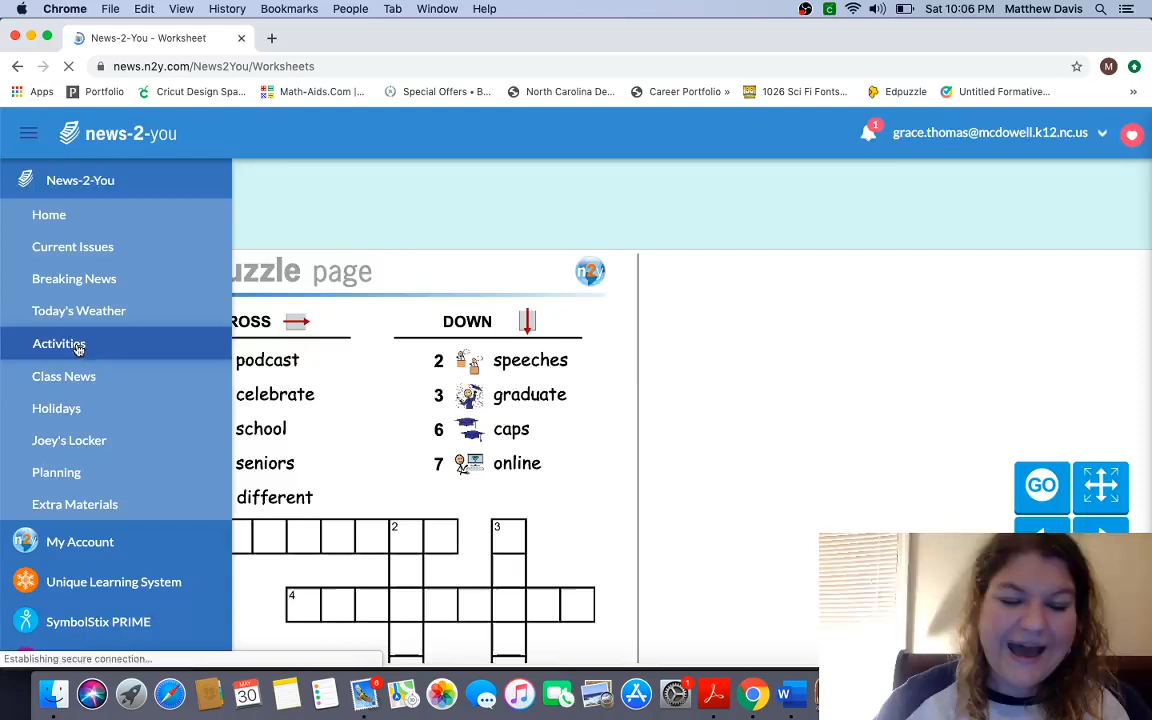 Chrome File Edit View History Bookmarks People Tab Window Help Sat 10:06 PM Matthew Davis
News-2-You - Worksheet
news.n2y.com/News2You/Worksheets M
Apps Portfolio Cricut Design Spa... Math-Aids.Com |... Special Offers • B... North Carolina De... Career Portfolio » 1026 Sci Fi Fonts... Edpuzzle Untitled Formative... »
news-2-you 1 grace.thomas@mcdowell.k12.nc.us
News-2-You
Home
Current Issues
Breaking News
Today's Weather
Activities
Class News
Holidays
Joey's Locker
Planning
Extra Materials
My Account
Unique Learning System
SymbolStix PRIME
uzzle page n2y
ROSS DOWN
podcast 2 speeches
celebrate 3 graduate
school 6 caps
seniors 7 online
different
2 3
4
GO
Establishing secure connection...
MAY 30 6 1 W